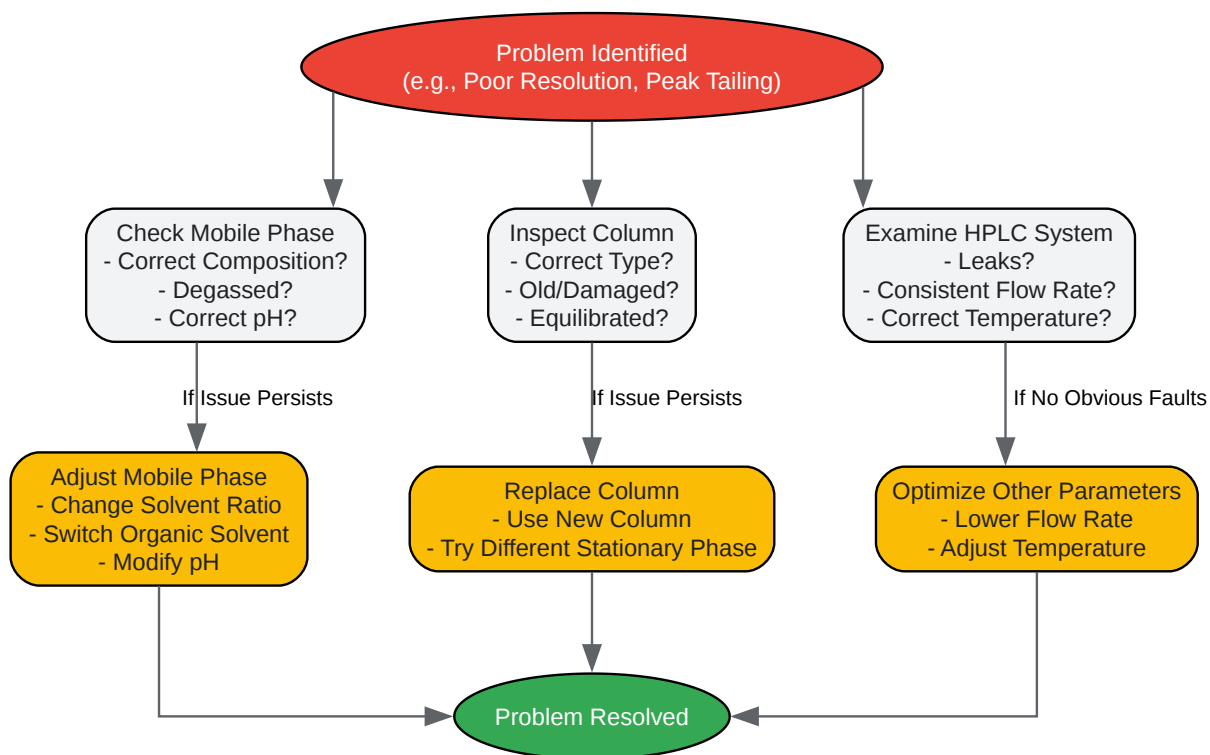 Problem Identified
(e.g., Poor Resolution, Peak Tailing)
Check Mobile Phase
- Correct Composition?
- Degassed?
- Correct pH?
Inspect Column
- Correct Type?
- Old/Damaged?
- Equilibrated?
Examine HPLC System
- Leaks?
- Consistent Flow Rate?
- Correct Temperature?
If Issue Persists
If Issue Persists
If No Obvious Faults
Adjust Mobile Phase
- Change Solvent Ratio
- Switch Organic Solvent
- Modify pH
Replace Column
- Use New Column
- Try Different Stationary Phase
Optimize Other Parameters
- Lower Flow Rate
- Adjust Temperature
Problem Resolved